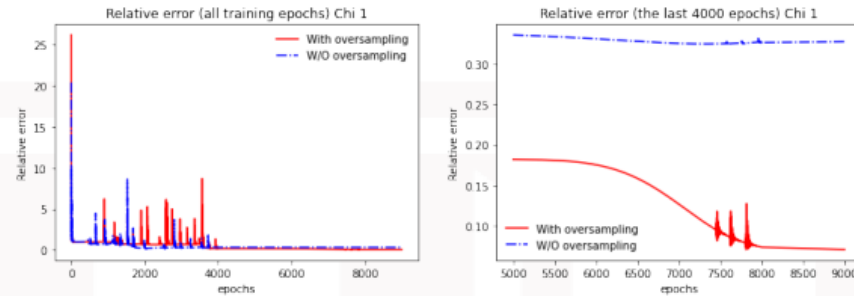 Relative error (all training epochs) Chi 1
Relative error
25
20
15
10
5
0
With oversampling
W/O oversampling
0 2000 4000 6000 8000
epochs
Relative error (the last 4000 epochs) Chi 1
Relative error
0.30
0.25
0.20
0.15
0.10
With oversampling
W/O oversampling
5000 5500 6000 6500 7000 7500 8000 8500 9000
epochs